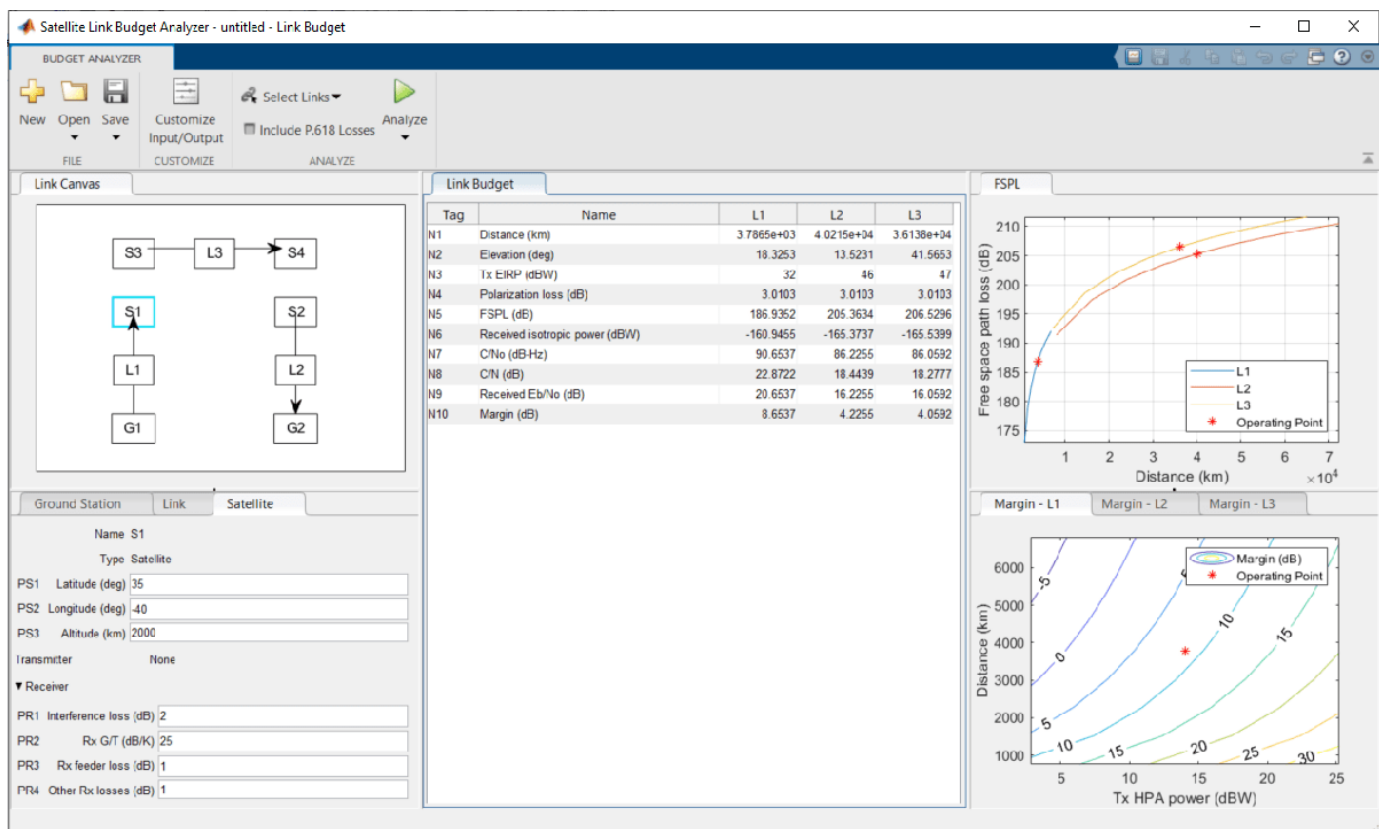 Satellite Link Budget Analyzer - untitled - Link Budget
BUDGET ANALYZER
New Open Save Customize Input/Output Select Links Include P.618 Losses Analyze
FILE CUSTOMIZE ANALYZE
Link Canvas
S3 L3 S4
S1 S2
L1 L2
G1 G2
Ground Station Link Satellite
Name S1
Type Satellite
PS1 Latitude (deg) 35
PS2 Longitude (deg) -40
PS3 Altitude (km) 2000
Transmitter None
Receiver
PR1 Interference loss (dB) 2
PR2 Rx G/T (dB/K) 25
PR3 Rx feeder loss (dB) 1
PR4 Other Rx losses (dB) 1
Link Budget
Tag Name L1 L2 L3
N1 Distance (km) 3.7865e+03 4.0215e+04 3.6138e+04
N2 Elevation (deg) 18.3253 13.5231 41.5653
N3 Tx EIRP (dBW) 32 46 47
N4 Polarization loss (dB) 3.0103 3.0103 3.0103
N5 FSPL (dB) 186.9352 205.3634 206.5296
N6 Received isotropic power (dBW) -160.9455 -165.3737 -165.5399
N7 C/No (dB-Hz) 90.6537 86.2255 86.0592
N8 C/N (dB) 22.8722 18.4439 18.2777
N9 Received Eb/No (dB) 20.6537 16.2255 16.0592
N10 Margin (dB) 8.6537 4.2255 4.0592
FSPL
Free space path loss (dB)
210
205
200
195
190
185
180
175
L1
L2
L3
Operating Point
1 2 3 4 5 6 7
Distance (km) ×10⁴
Margin - L1 Margin - L2 Margin - L3
Distance (km)
6000
5000
4000
3000
2000
1000
Margin (dB)
Operating Point
-5
0
5
10
15
5
10
15
20
25
30
5 10 15 20 25
Tx HPA power (dBW)